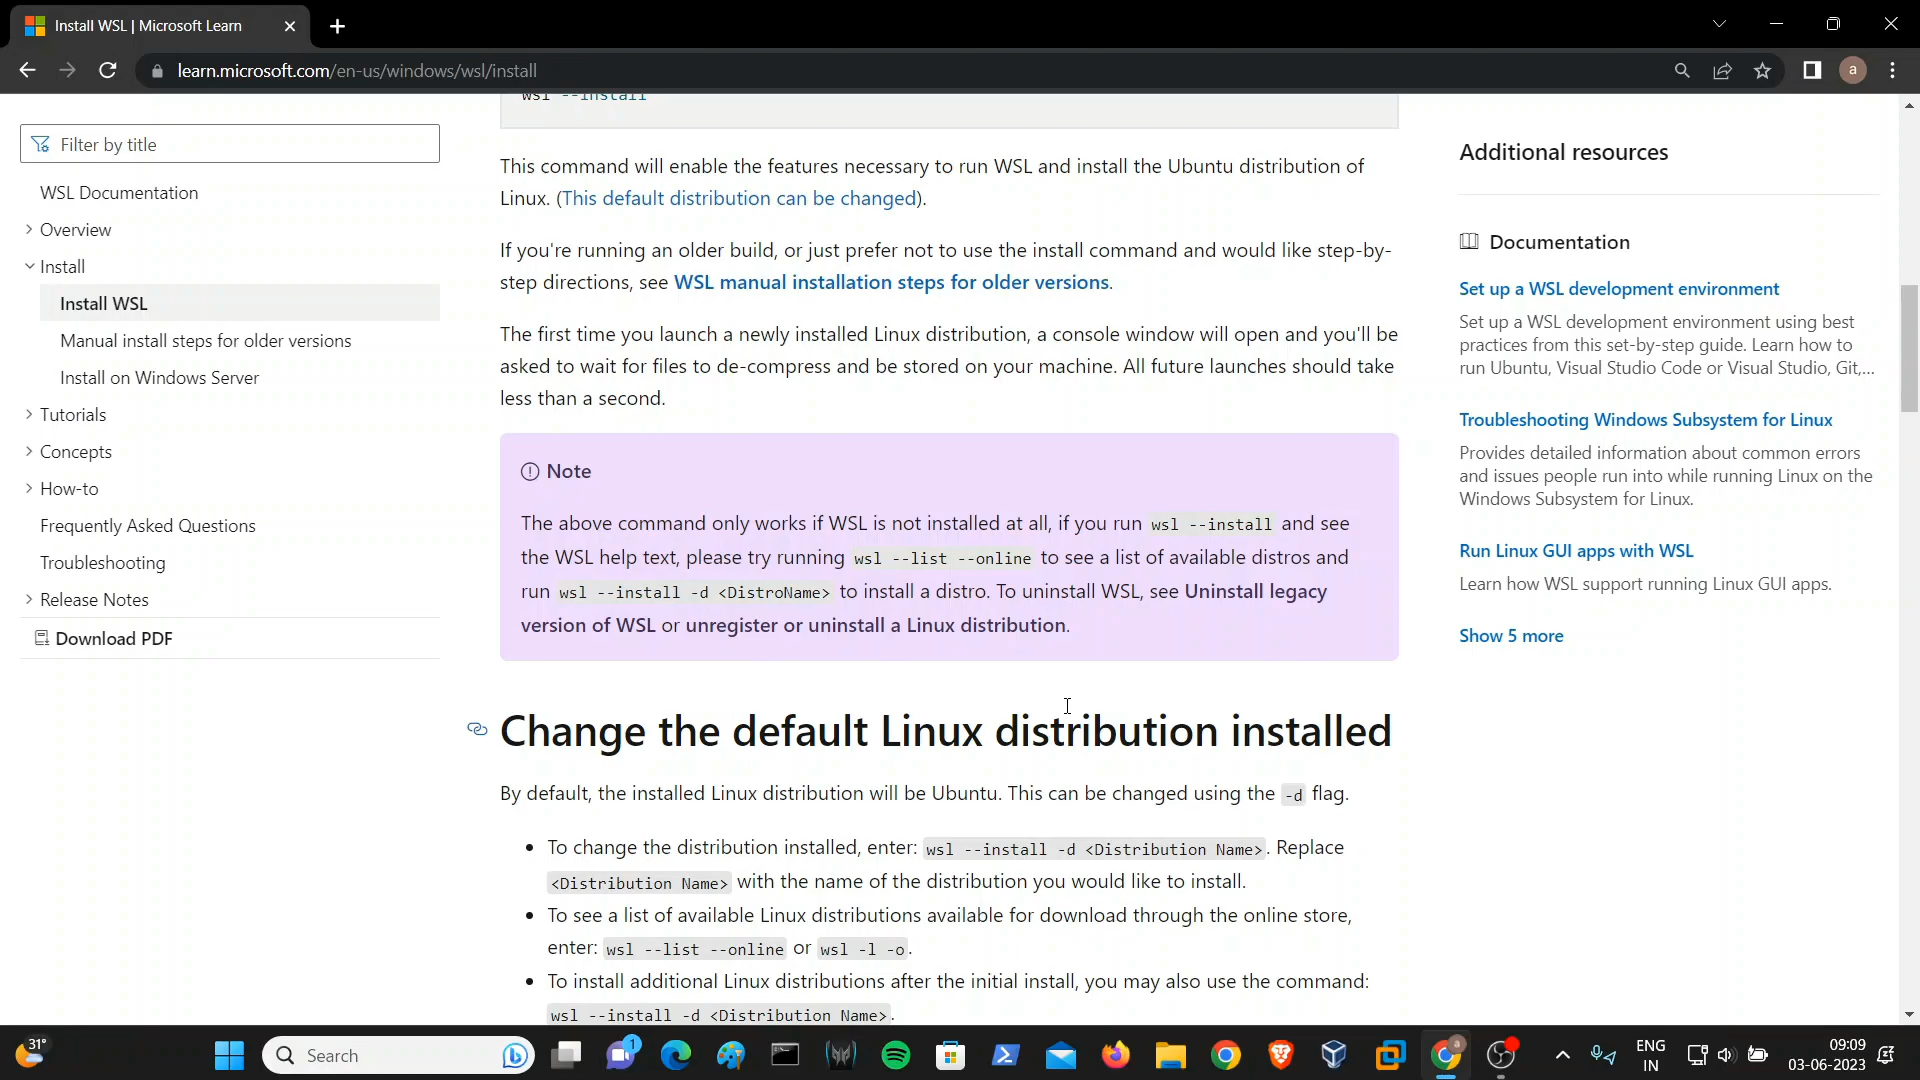 Install WSL | Microsoft Learn
learn.microsoft.com/en-us/windows/wsl/install
a
Filter by title
WSL Documentation
Overview
Install
Install WSL
Manual install steps for older versions
Install on Windows Server
Tutorials
Concepts
How-to
Frequently Asked Questions
Troubleshooting
Release Notes
Download PDF
wsl --install
This command will enable the features necessary to run WSL and install the Ubuntu distribution of
Linux. (This default distribution can be changed).
If you're running an older build, or just prefer not to use the install command and would like step-by-
step directions, see WSL manual installation steps for older versions.
The first time you launch a newly installed Linux distribution, a console window will open and you'll be
asked to wait for files to de-compress and be stored on your machine. All future launches should take
less than a second.
Note
The above command only works if WSL is not installed at all, if you run wsl --install and see
the WSL help text, please try running wsl --list --online to see a list of available distros and
run wsl --install -d <DistroName> to install a distro. To uninstall WSL, see Uninstall legacy
version of WSL or unregister or uninstall a Linux distribution.
Change the default Linux distribution installed
By default, the installed Linux distribution will be Ubuntu. This can be changed using the -d flag.
• To change the distribution installed, enter: wsl --install -d <Distribution Name>. Replace
<Distribution Name> with the name of the distribution you would like to install.
• To see a list of available Linux distributions available for download through the online store,
enter: wsl --list --online or wsl -l -o.
• To install additional Linux distributions after the initial install, you may also use the command:
wsl --install -d <Distribution Name>.
Additional resources
Documentation
Set up a WSL development environment
Set up a WSL development environment using best
practices from this set-by-step guide. Learn how to
run Ubuntu, Visual Studio Code or Visual Studio, Git,...
Troubleshooting Windows Subsystem for Linux
Provides detailed information about common errors
and issues people run into while running Linux on the
Windows Subsystem for Linux.
Run Linux GUI apps with WSL
Learn how WSL support running Linux GUI apps.
Show 5 more
31°
Search
1
a
ENG
IN
09:09
03-06-2023